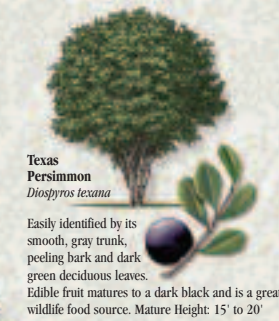 Texas
Persimmon
Diospyros texana
Easily identified by its
smooth, gray trunk,
peeling bark and dark
green deciduous leaves.
Edible fruit matures to a dark black and is a great
wildlife food source. Mature Height: 15' to 20'